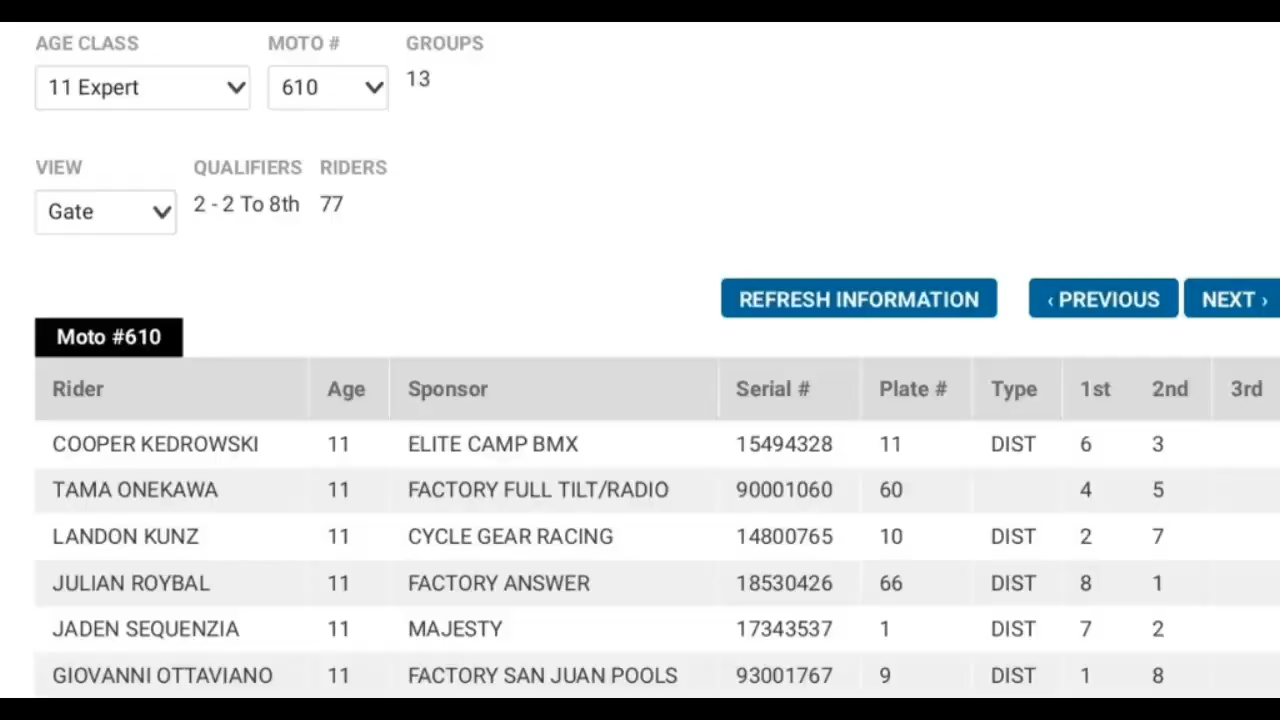 AGE CLASS MOTO # GROUPS
11 Expert 610 13
VIEW QUALIFIERS RIDERS
Gate 2 - 2 To 8th 77
REFRESH INFORMATION ‹ PREVIOUS NEXT ›
Moto #610
Rider Age Sponsor Serial # Plate # Type 1st 2nd 3rd
COOPER KEDROWSKI 11 ELITE CAMP BMX 15494328 11 DIST 6 3
TAMA ONEKAWA 11 FACTORY FULL TILT/RADIO 90001060 60 4 5
LANDON KUNZ 11 CYCLE GEAR RACING 14800765 10 DIST 2 7
JULIAN ROYBAL 11 FACTORY ANSWER 18530426 66 DIST 8 1
JADEN SEQUENZIA 11 MAJESTY 17343537 1 DIST 7 2
GIOVANNI OTTAVIANO 11 FACTORY SAN JUAN POOLS 93001767 9 DIST 1 8